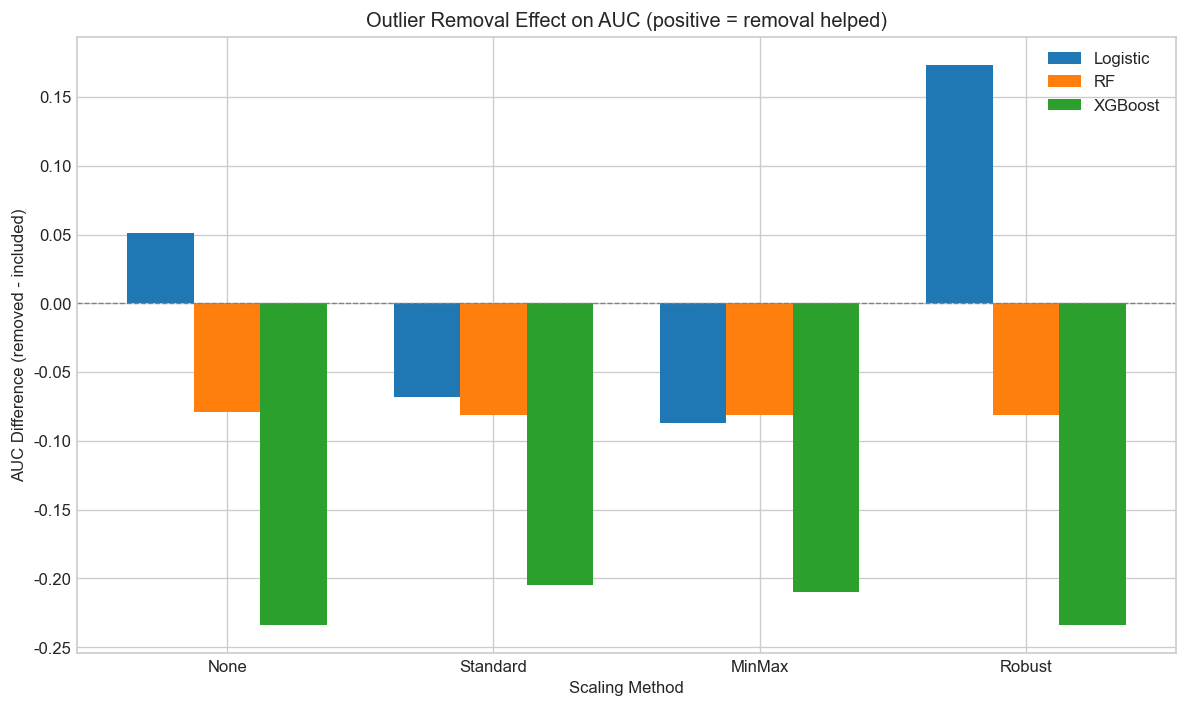 Outlier Removal Effect on AUC (positive = removal helped)
Logistic
RF
XGBoost
AUC Difference (removed - included)
0.15
0.10
0.05
0.00
-0.05
-0.10
-0.15
-0.20
-0.25
None
Standard
MinMax
Robust
Scaling Method